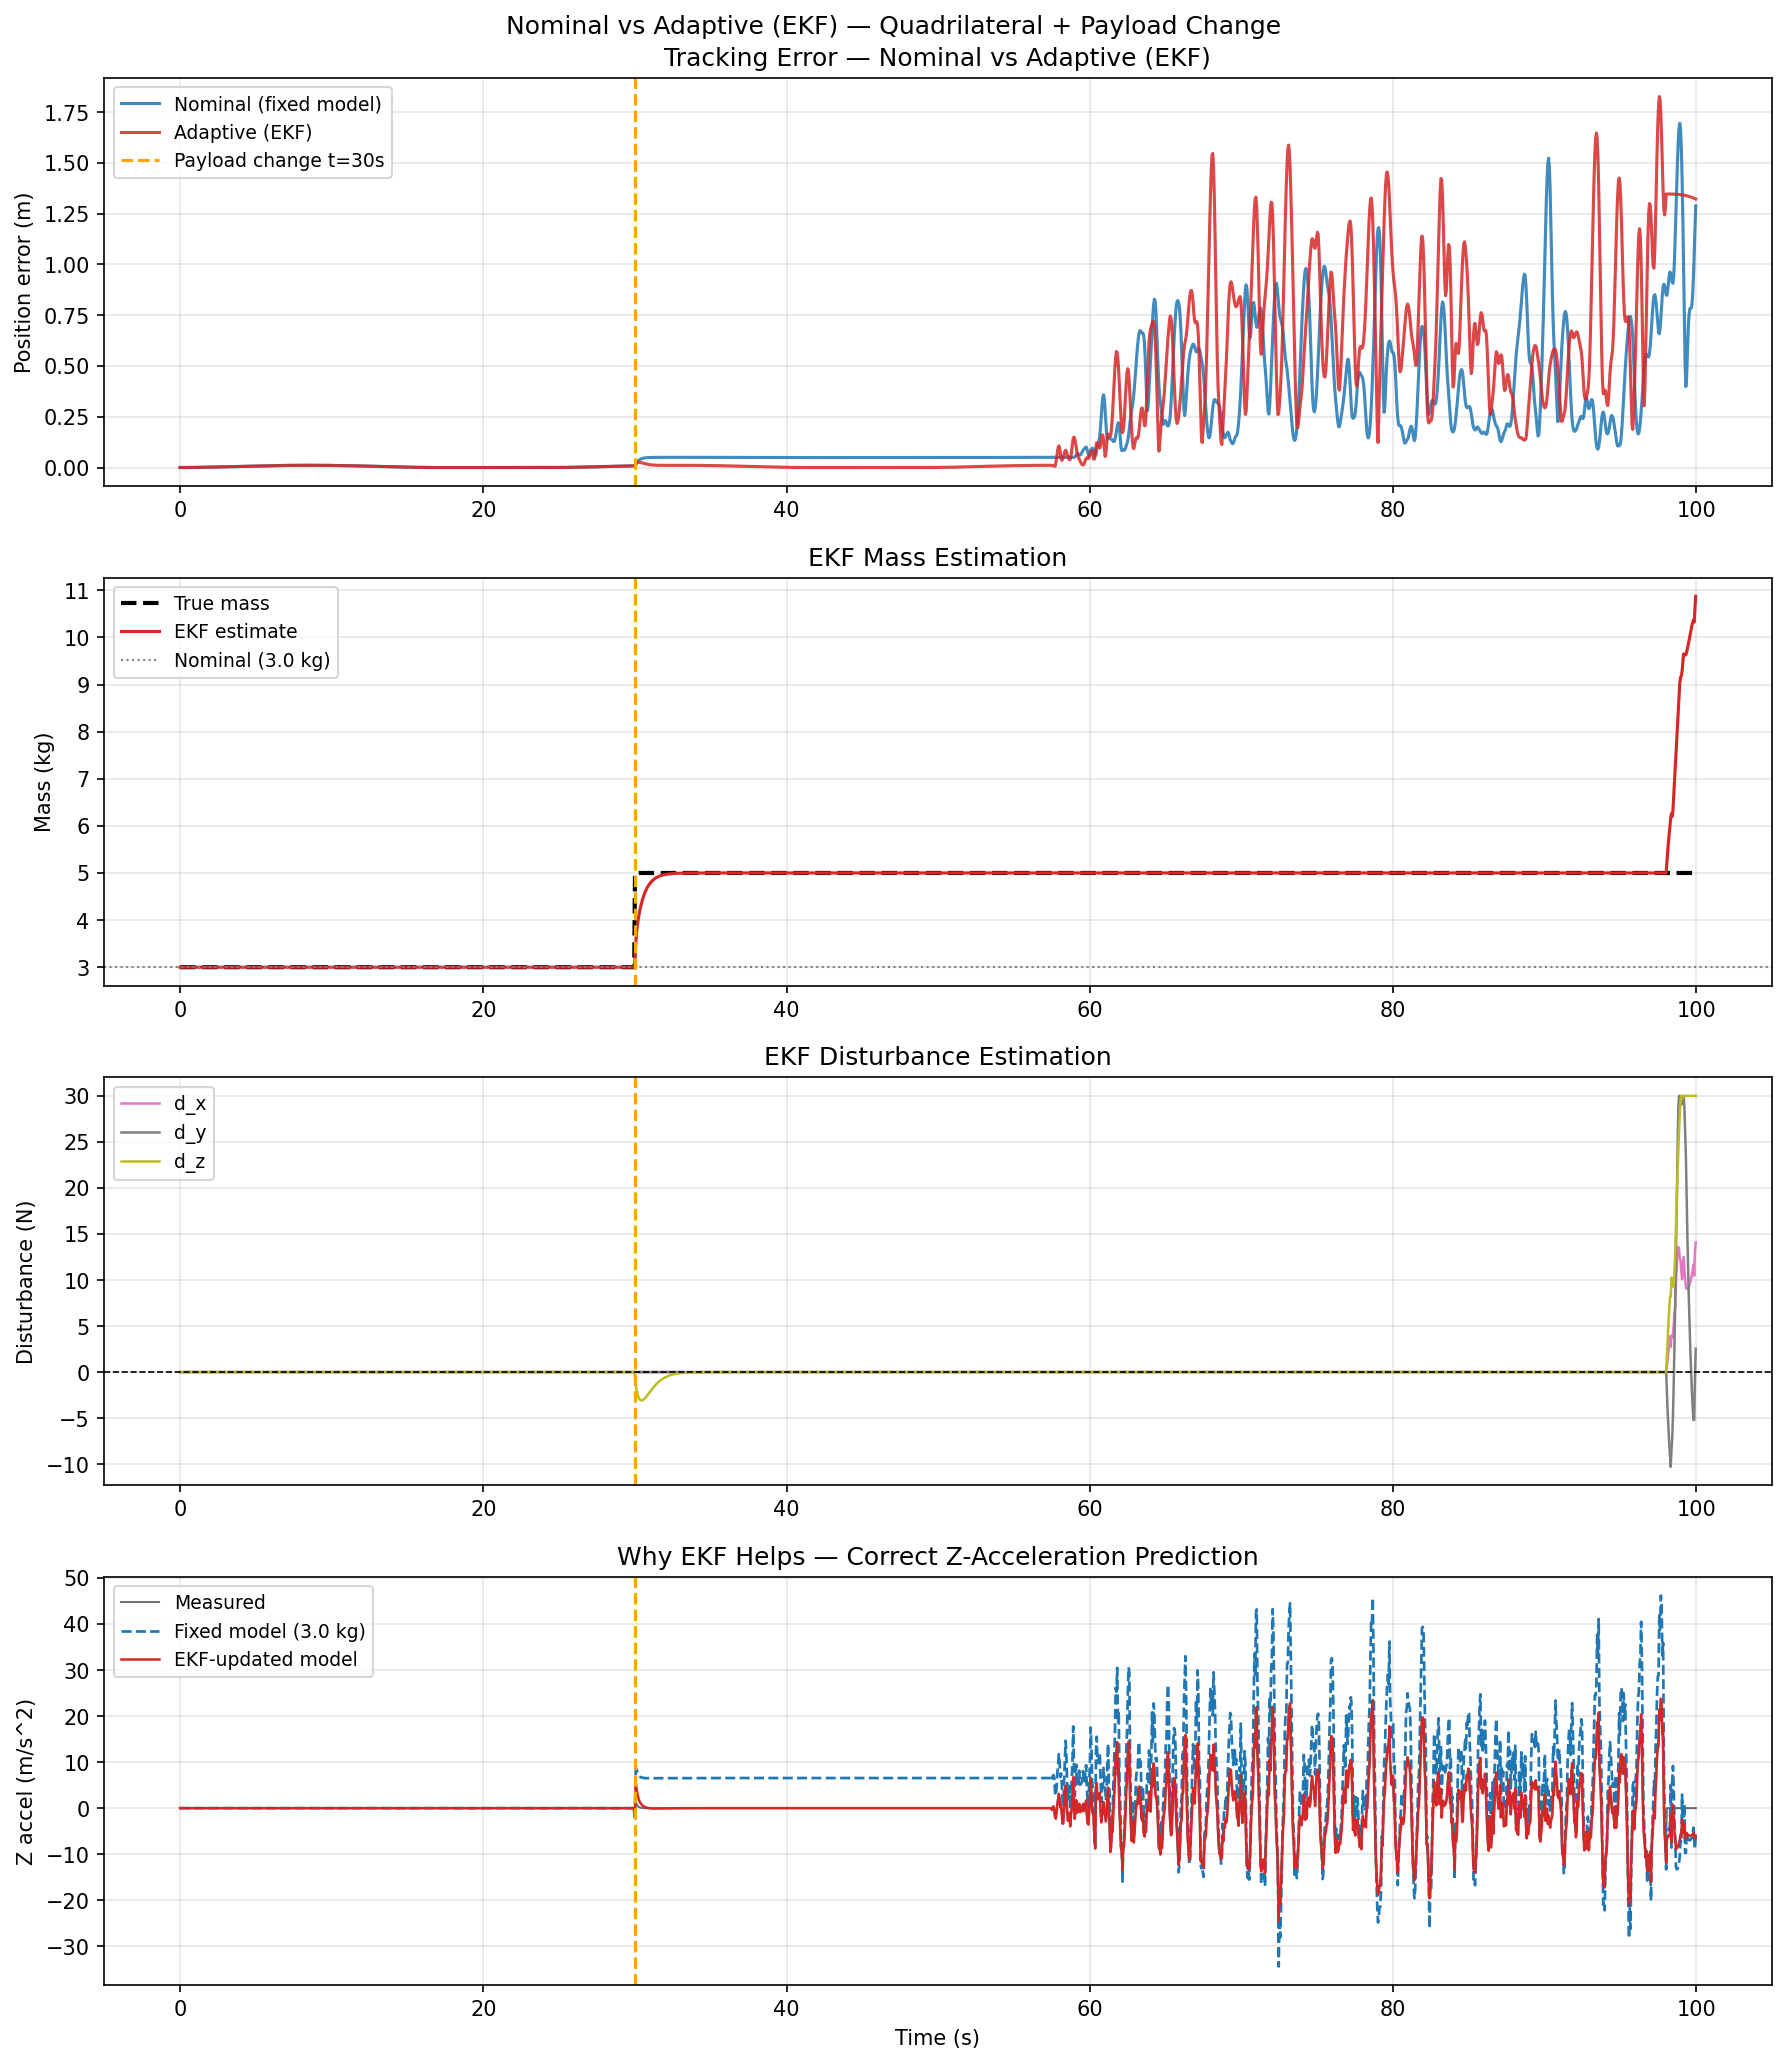 Nominal vs Adaptive (EKF) — Quadrilateral + Payload Change
Tracking Error — Nominal vs Adaptive (EKF)
Nominal (fixed model)
Adaptive (EKF)
Payload change t=30s
Position error (m)
1.75
1.50
1.25
1.00
0.75
0.50
0.25
0.00
0 20 40 60 80 100
EKF Mass Estimation
True mass
EKF estimate
Nominal (3.0 kg)
Mass (kg)
11
10
9
8
7
6
5
4
3
0 20 40 60 80 100
EKF Disturbance Estimation
d_x
d_y
d_z
Disturbance (N)
30
25
20
15
10
5
0
−5
−10
0 20 40 60 80 100
Why EKF Helps — Correct Z-Acceleration Prediction
Measured
Fixed model (3.0 kg)
EKF-updated model
Z accel (m/s^2)
50
40
30
20
10
0
−10
−20
−30
0 20 40 60 80 100
Time (s)